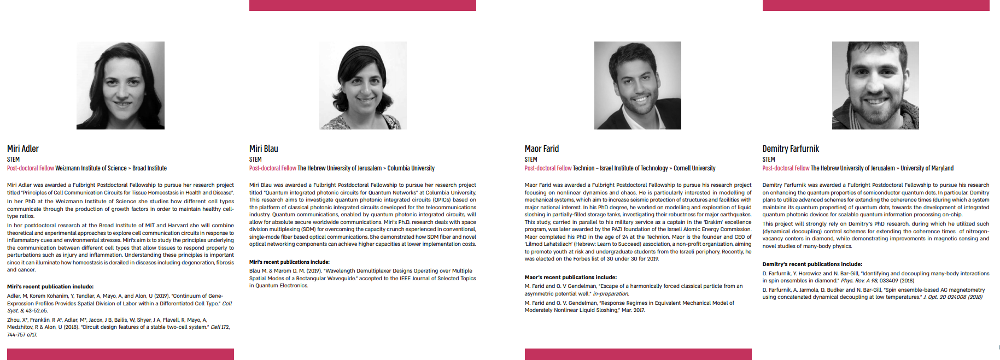 Miri Adler
STEM
Post-doctoral Fellow Weizmann Institute of Science » Broad Institute
Miri Adler was awarded a Fulbright Postdoctoral Fellowship to pursue her research project
titled "Principles of Cell Communication Circuits for Tissue Homeostasis in Health and Disease".
In her PhD at the Weizmann Institute of Science she studies how different cell types
communicate through the production of growth factors in order to maintain healthy cell-
type ratios.
In her postdoctoral research at the Broad Institute of MIT and Harvard she will combine
theoretical and experimental approaches to explore cell communication circuits in response to
inflammatory cues and environmental stresses. Miri's aim is to study the principles underlying
the communication between different cell types that allow tissues to respond properly to
perturbations such as injury and inflammation. Understanding these principles is important
since it can illuminate how homeostasis is derailed in diseases including degeneration, fibrosis
and cancer.
Miri's recent publication include:
Adler, M, Korem Kohanim, Y, Tendler, A, Mayo, A, and Alon, U (2019). "Continuum of Gene-
Expression Profiles Provides Spatial Division of Labor within a Differentiated Cell Type." Cell
Syst. 8, 43-52.e5.
Zhou, X*, Franklin, R A*, Adler, M*, Jacox, J B, Bailis, W, Shyer, J A, Flavell, R, Mayo, A,
Medzhitov, R & Alon, U (2018). "Circuit design features of a stable two-cell system." Cell 172,
744-757 e717.
Miri Blau
STEM
Post-doctoral Fellow The Hebrew University of Jerusalem » Columbia University
Miri Blau was awarded a Fulbright Postdoctoral Fellowship to pursue her research project
titled "Quantum integrated photonic circuits for Quantum Networks" at Columbia University.
This research aims to investigate quantum photonic integrated circuits (QPICs) based on
the platform of classical photonic integrated circuits developed for the telecommunications
industry. Quantum communications, enabled by quantum photonic integrated circuits, will
allow for absolute secure worldwide communications. Miri's Ph.D. research deals with space
division multiplexing (SDM) for overcoming the capacity crunch experienced in conventional,
single-mode fiber based optical communications. She demonstrated how SDM fiber and novel
optical networking components can achieve higher capacities at lower implementation costs.
Miri's recent publications include:
Blau M. & Marom D. M. (2019). "Wavelength Demultiplexer Designs Operating over Multiple
Spatial Modes of a Rectangular Waveguide." accepted to the IEEE Journal of Selected Topics
in Quantum Electronics.
Maor Farid
STEM
Post-doctoral Fellow Technion – Israel Institute of Technology » Cornell University
Maor Farid was awarded a Fulbright Postdoctoral Fellowship to pursue his research project
focusing on nonlinear dynamics and chaos. He is particularly interested in modelling of
mechanical systems, which aim to increase seismic protection of structures and facilities with
major national interest. In his PhD degree, he worked on modelling and exploration of liquid
sloshing in partially-filled storage tanks, investigating their robustness for major earthquakes.
This study, carried in parallel to his military service as a captain in the 'Brakim' excellence
program, was later awarded by the PAZI foundation of the Israeli Atomic Energy Commission.
Maor completed his PhD in the age of 24 at the Technion. Maor is the founder and CEO of
'Lilmod Lehatsliach' (Hebrew: Learn to Succeed) association, a non-profit organization, aiming
to promote youth at risk and undergraduate students from the Israeli periphery. Recently, he
was elected on the Forbes list of 30 under 30 for 2019.
Maor's recent publications include:
M. Farid and O. V Gendelman, "Escape of a harmonically forced classical particle from an
asymmetric potential well," in-preparation.
M. Farid and O. V. Gendelman, "Response Regimes in Equivalent Mechanical Model of
Moderately Nonlinear Liquid Sloshing," Mar. 2017.
Demitry Farfurnik
STEM
Post-doctoral Fellow The Hebrew University of Jerusalem » University of Maryland
Demitry Farfurnik was awarded a Fulbright Postdoctoral Fellowship to pursue his research
on enhancing the quantum properties of semiconductor quantum dots. In particular, Demitry
plans to utilize advanced schemes for extending the coherence times (during which a system
maintains its quantum properties) of quantum dots, towards the development of integrated
quantum photonic devices for scalable quantum information processing on-chip.
This project will strongly rely on Demitry's PhD research, during which he utilized such
(dynamical decoupling) control schemes for extending the coherence times of nitrogen-
vacancy centers in diamond, while demonstrating improvements in magnetic sensing and
novel studies of many-body physics.
Demitry's recent publications include:
D. Farfurnik, Y. Horowicz and N. Bar-Gill, "Identifying and decoupling many-body interactions
in spin ensembles in diamond." Phys. Rev. A 98, 033409 (2018)
D. Farfurnik, A. Jarmola, D. Budker and N. Bar-Gill, "Spin ensemble-based AC magnetometry
using concatenated dynamical decoupling at low temperatures." J. Opt. 20 024008 (2018)